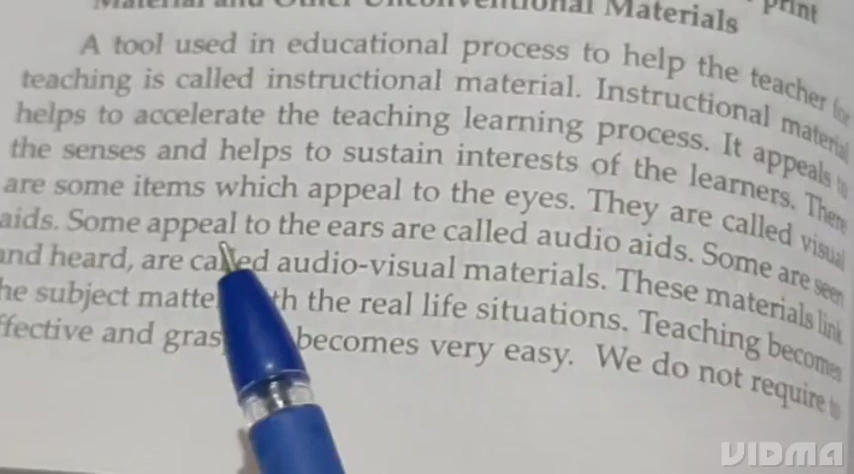 Material and Other Unconventional Materials
print
A tool used in educational process to help the teacher for
teaching is called instructional material. Instructional material
helps to accelerate the teaching learning process. It appeals to
the senses and helps to sustain interests of the learners. There
are some items which appeal to the eyes. They are called visual
aids. Some appeal to the ears are called audio aids. Some are seen
and heard, are called audio-visual materials. These materials link
he subject matte th the real life situations. Teaching becomes
ffective and gras becomes very easy. We do not require to
VIDMA